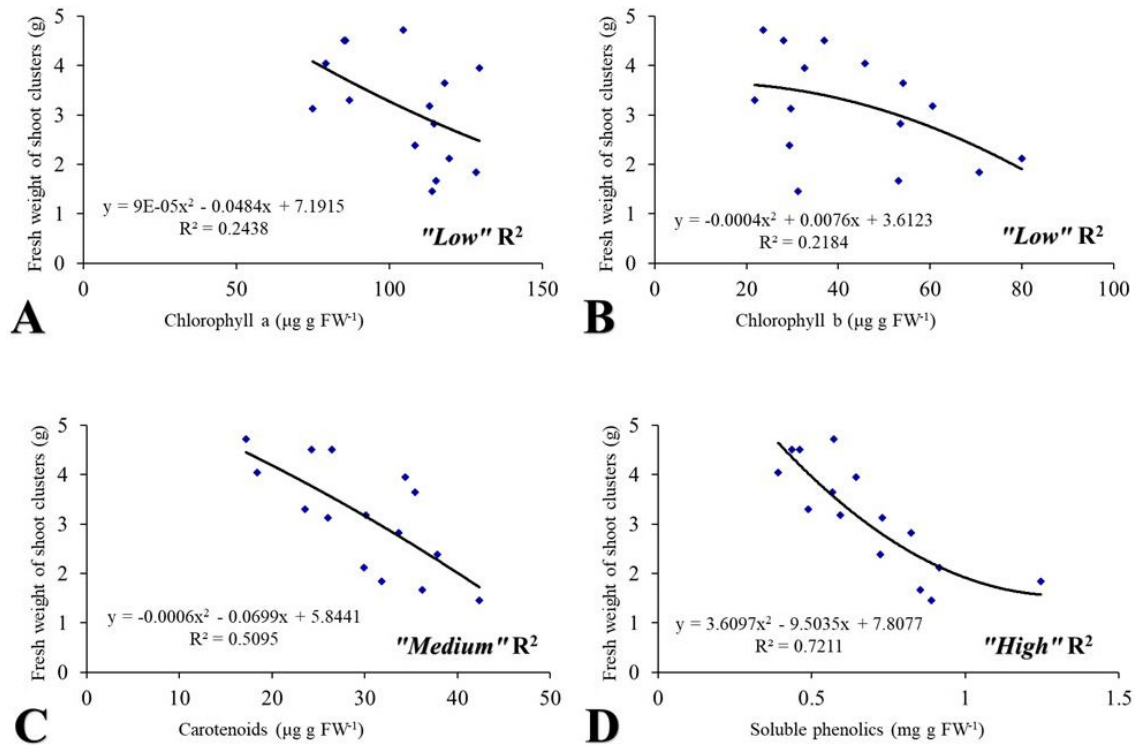 Fresh weight of shoot clusters (g)
5
4
3
2
1
0
y = 9E-05x² - 0.0484x + 7.1915
R² = 0.2438
"Low" R²
0
50
100
150
A
Chlorophyll a (µg g FW⁻¹)
Fresh weight of shoot clusters (g)
5
4
3
2
1
0
y = -0.0004x² + 0.0076x + 3.6123
R² = 0.2184
"Low" R²
0
20
40
60
80
100
B
Chlorophyll b (µg g FW⁻¹)
Fresh weight of shoot clusters (g)
5
4
3
2
1
0
y = -0.0006x² - 0.0699x + 5.8441
R² = 0.5095
"Medium" R²
0
10
20
30
40
50
C
Carotenoids (µg g FW⁻¹)
Fresh weight of shoot clusters (g)
5
4
3
2
1
0
y = 3.6097x² - 9.5035x + 7.8077
R² = 0.7211
"High" R²
0
0.5
1
1.5
D
Soluble phenolics (mg g FW⁻¹)